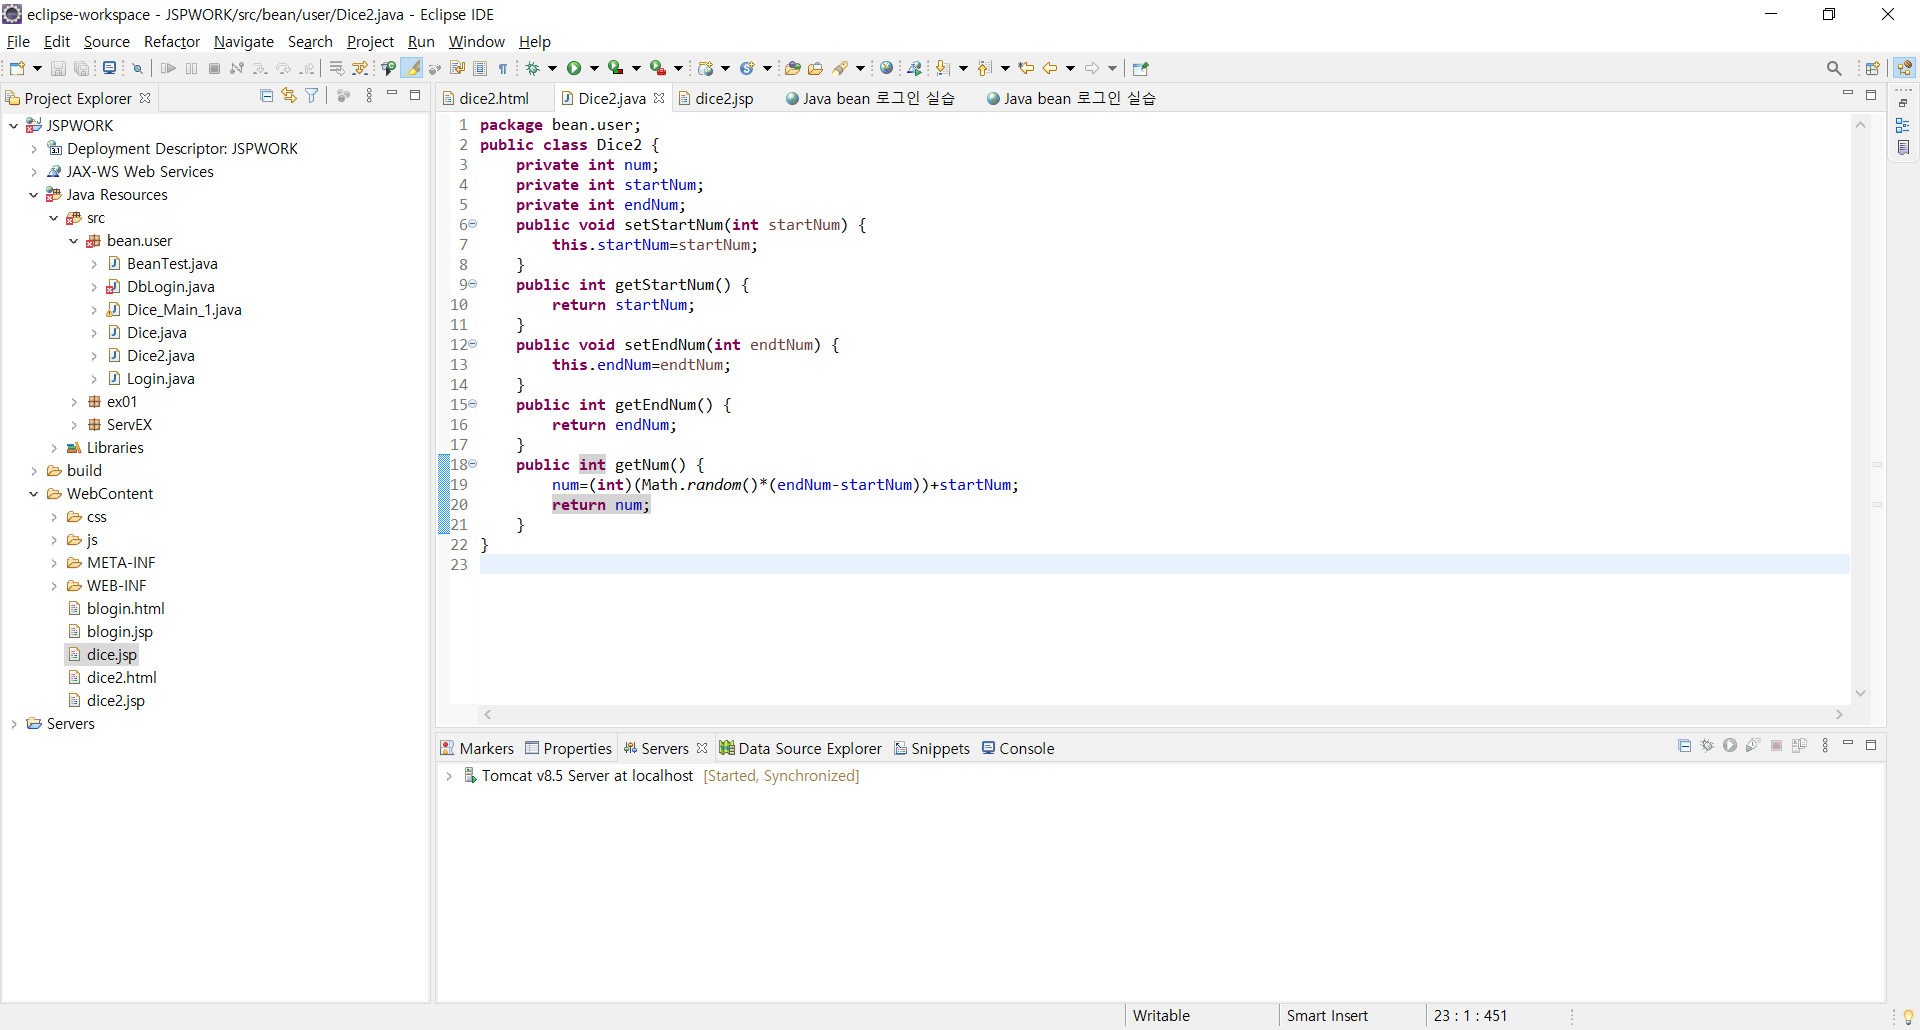 eclipse-workspace - JSPWORK/src/bean/user/Dice2.java - Eclipse IDE
File Edit Source Refactor Navigate Search Project Run Window Help
Project Explorer
JSPWORK
Deployment Descriptor: JSPWORK
JAX-WS Web Services
Java Resources
src
bean.user
BeanTest.java
DbLogin.java
Dice_Main_1.java
Dice.java
Dice2.java
Login.java
ex01
ServEX
Libraries
build
WebContent
css
js
META-INF
WEB-INF
blogin.html
blogin.jsp
dice.jsp
dice2.html
dice2.jsp
Servers
dice2.html Dice2.java dice2.jsp Java bean 로그인 실습 Java bean 로그인 실습
1 package bean.user;
2 public class Dice2 {
3 private int num;
4 private int startNum;
5 private int endNum;
6 public void setStartNum(int startNum) {
7 this.startNum=startNum;
8 }
9 public int getStartNum() {
10 return startNum;
11 }
12 public void setEndNum(int endtNum) {
13 this.endNum=endtNum;
14 }
15 public int getEndNum() {
16 return endNum;
17 }
18 public int getNum() {
19 num=(int)(Math.random()*(endNum-startNum))+startNum;
20 return num;
21 }
22 }
23
Markers Properties Servers Data Source Explorer Snippets Console
Tomcat v8.5 Server at localhost [Started, Synchronized]
Writable Smart Insert 23 : 1 : 451